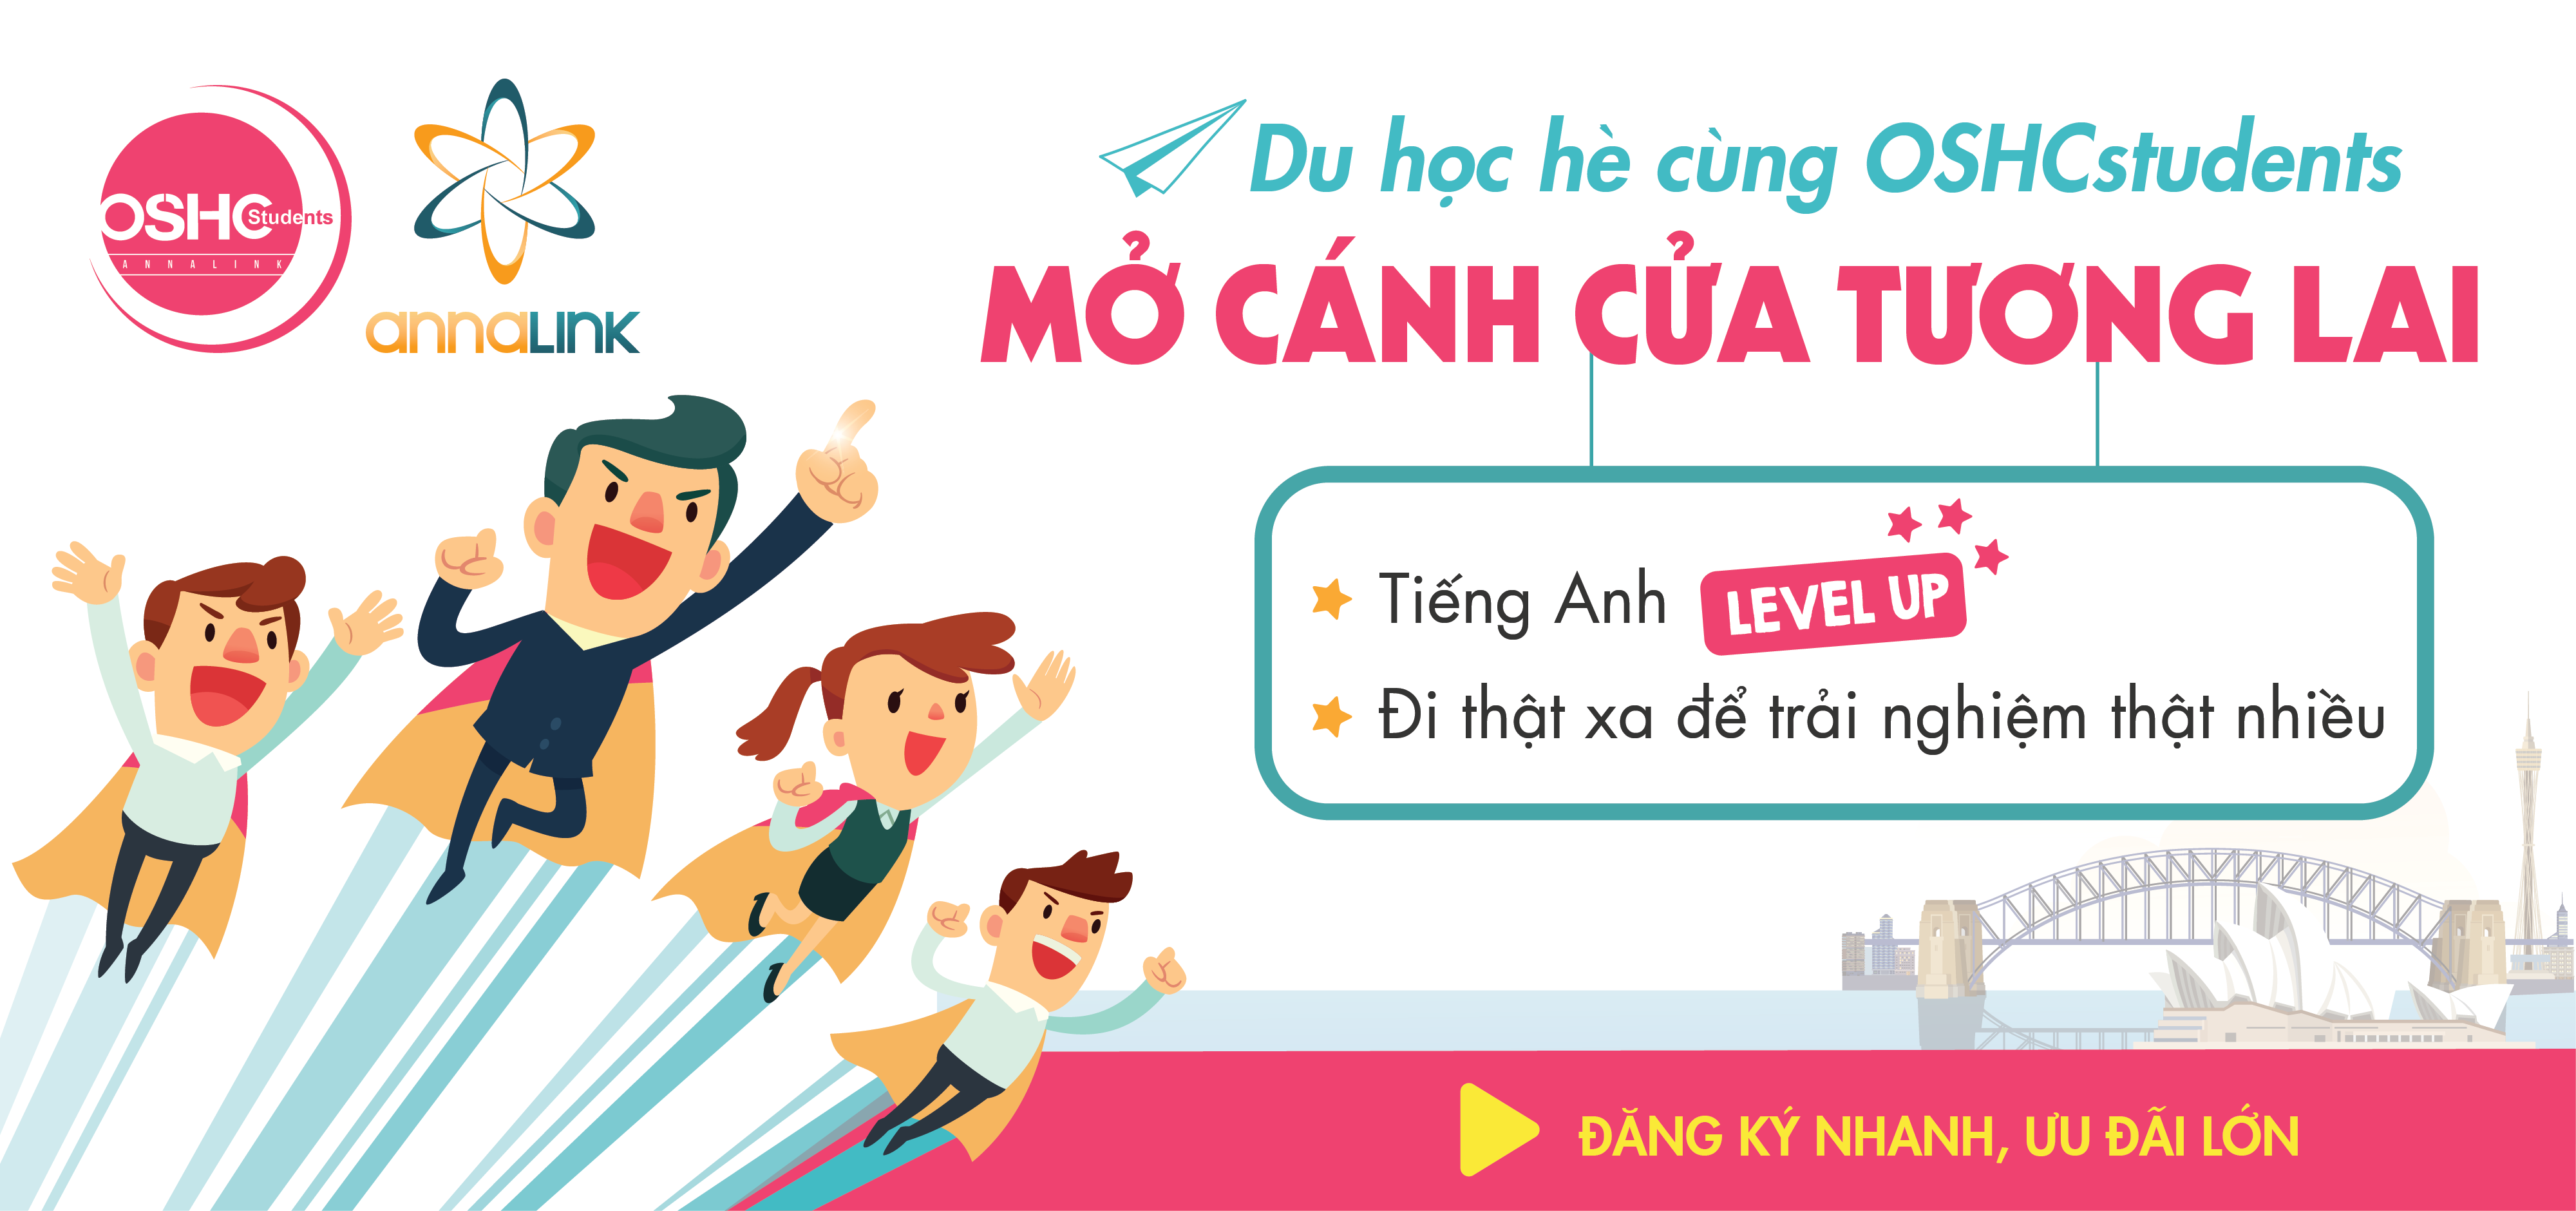 OSHC Students
ANNALINK
annalink
Du học hè cùng OSHCstudents
MỞ CÁNH CỬA TƯƠNG LAI
Tiếng Anh LEVEL UP
Đi thật xa để trải nghiệm thật nhiều
ĐĂNG KÝ NHANH, ƯU ĐÃI LỚN